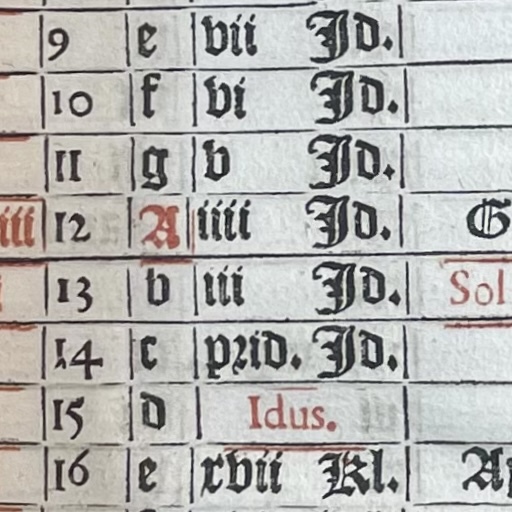 9 e vii Id.
10 f vi Id.
11 g v Id.
iii 12 A iiii Id. G
13 b iii Id. Sol
14 c prid. Id.
15 d Idus.
16 e xvii Kl. A